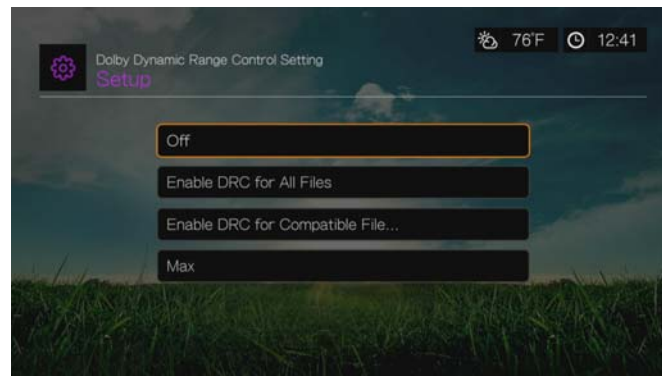 76°F 12:41
Dolby Dynamic Range Control Setting
Setup
Off
Enable DRC for All Files
Enable DRC for Compatible File...
Max